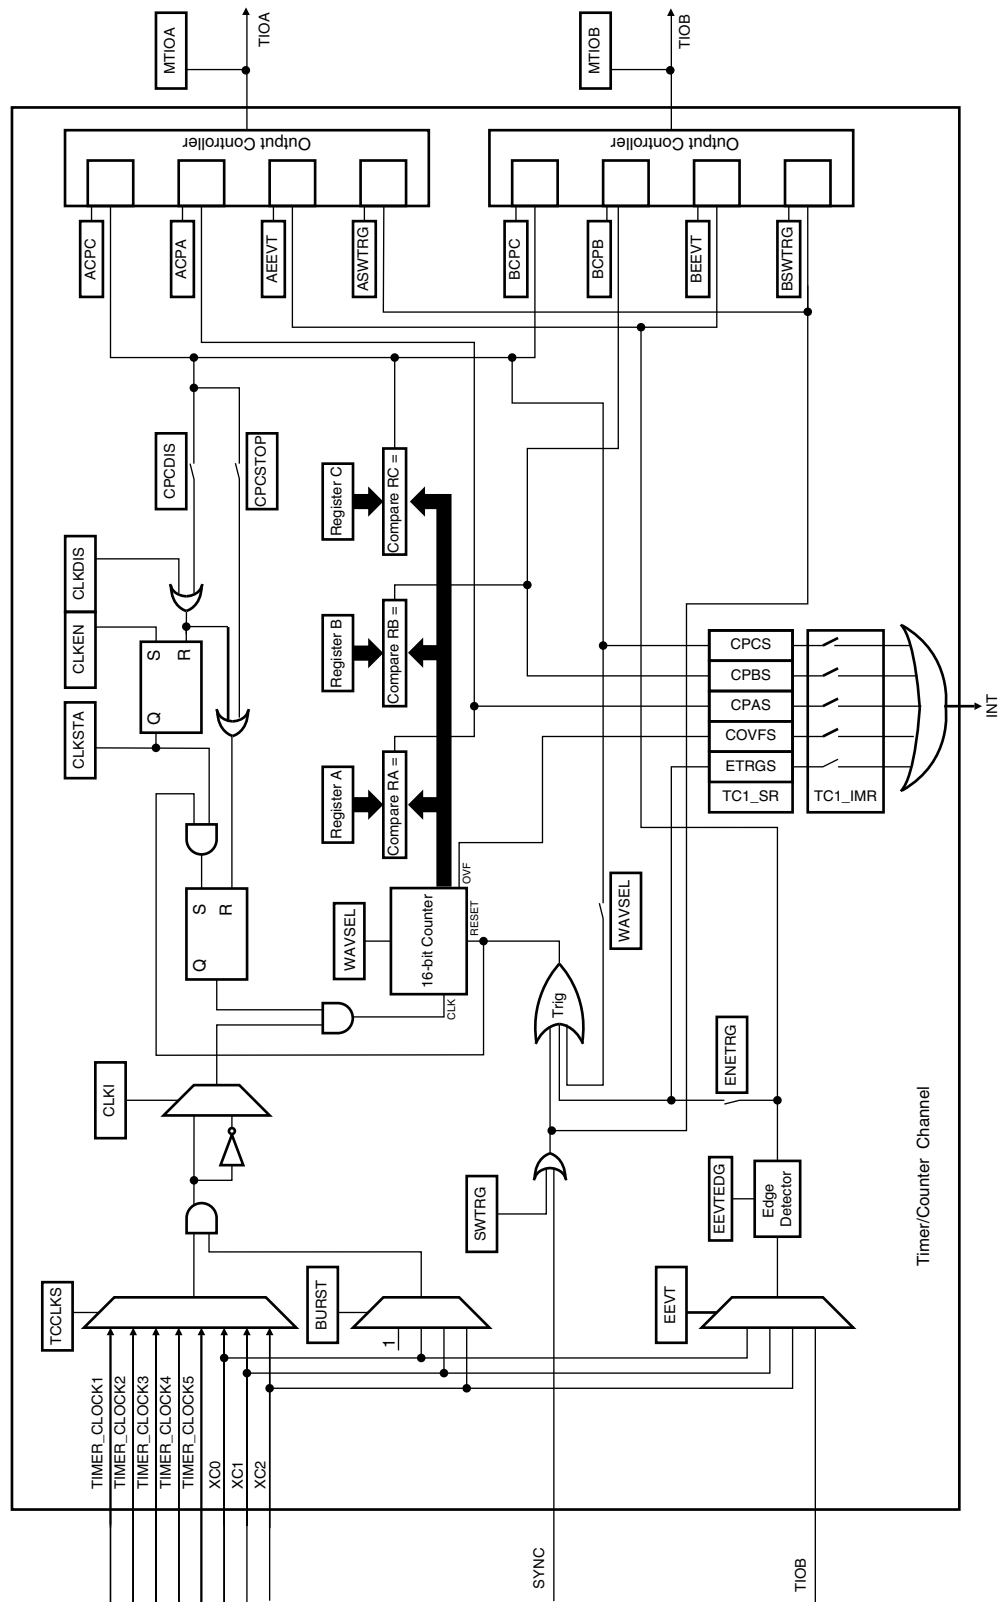 TIMER_CLOCK1
TIMER_CLOCK2
TIMER_CLOCK3
TIMER_CLOCK4
TIMER_CLOCK5
XC0
XC1
XC2
TCCLKS
CLKI
BURST
1
CLKSTA
CLKEN
CLKDIS
Q
S
R
Q
S
R
CPCDIS
CPCSTOP
WAVSEL
16-bit Counter
CLK
RESET
OVF
Register A
Compare RA =
Register B
Compare RB =
Register C
Compare RC =
SYNC
SWTRG
Trig
WAVSEL
TIOB
EEVT
EEVTEDG
Edge
Detector
ENETRG
TC1_SR
ETRGS
COVFS
CPAS
CPBS
CPCS
TC1_IMR
INT
ACPC
ACPA
AEEVT
ASWTRG
Output Controller
MTIOA
TIOA
BCPC
BCPB
BEEVT
BSWTRG
Output Controller
MTIOB
TIOB
Timer/Counter Channel